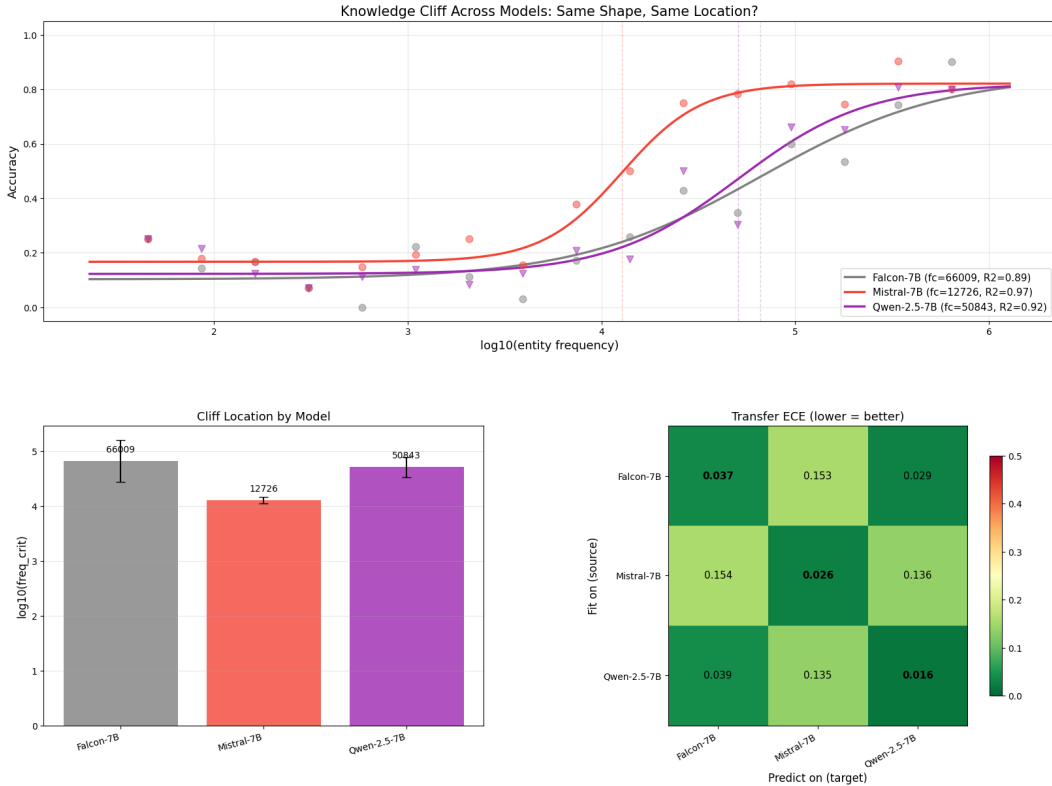 Knowledge Cliff Across Models: Same Shape, Same Location?
Accuracy
1.0
0.8
0.6
0.4
0.2
0.0
2
3
4
5
6
log10(entity frequency)
Falcon-7B (fc=66009, R2=0.89)
Mistral-7B (fc=12726, R2=0.97)
Qwen-2.5-7B (fc=50843, R2=0.92)
Cliff Location by Model
log10(freq_crit)
5
4
3
2
1
0
66009
12726
50843
Falcon-7B
Mistral-7B
Qwen-2.5-7B
Transfer ECE (lower = better)
Fit on (source)
Falcon-7B
0.037
0.153
0.029
Mistral-7B
0.154
0.026
0.136
Qwen-2.5-7B
0.039
0.135
0.016
Falcon-7B
Mistral-7B
Qwen-2.5-7B
Predict on (target)
0.5
0.4
0.3
0.2
0.1
0.0